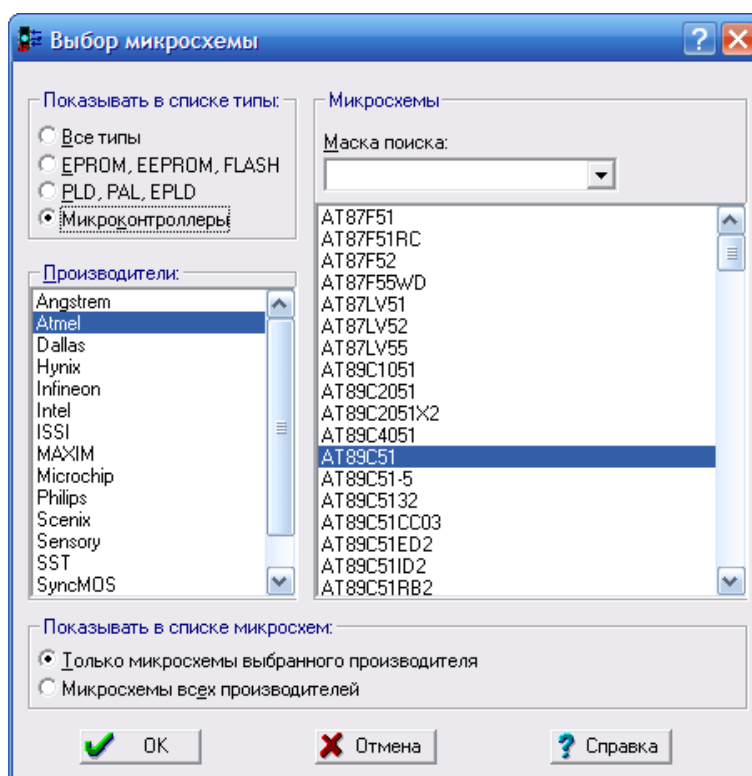 Выбор микросхемы
Показывать в списке типы:
Все типы
EPROM, EEPROM, FLASH
PLD, PAL, EPLD
Микроконтроллеры
Производители:
Angstrem
Atmel
Dallas
Hynix
Infineon
Intel
ISSI
MAXIM
Microchip
Philips
Scenix
Sensory
SST
SyncMOS
Микросхемы
Маска поиска:
AT87F51
AT87F51RC
AT87F52
AT87F55WD
AT87LV51
AT87LV52
AT87LV55
AT89C1051
AT89C2051
AT89C2051X2
AT89C4051
AT89C51
AT89C51-5
AT89C5132
AT89C51CC03
AT89C51ED2
AT89C51ID2
AT89C51RB2
Показывать в списке микросхем:
Только микросхемы выбранного производителя
Микросхемы всех производителей
OK
Отмена
? Справка